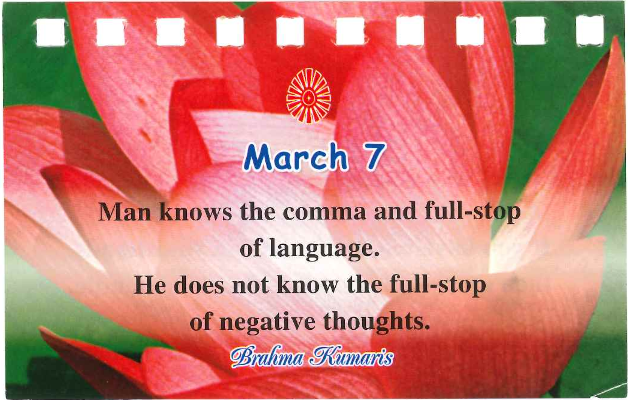 March 7
Man knows the comma and full-stop
of language.
He does not know the full-stop
of negative thoughts.
Brahma Kumaris